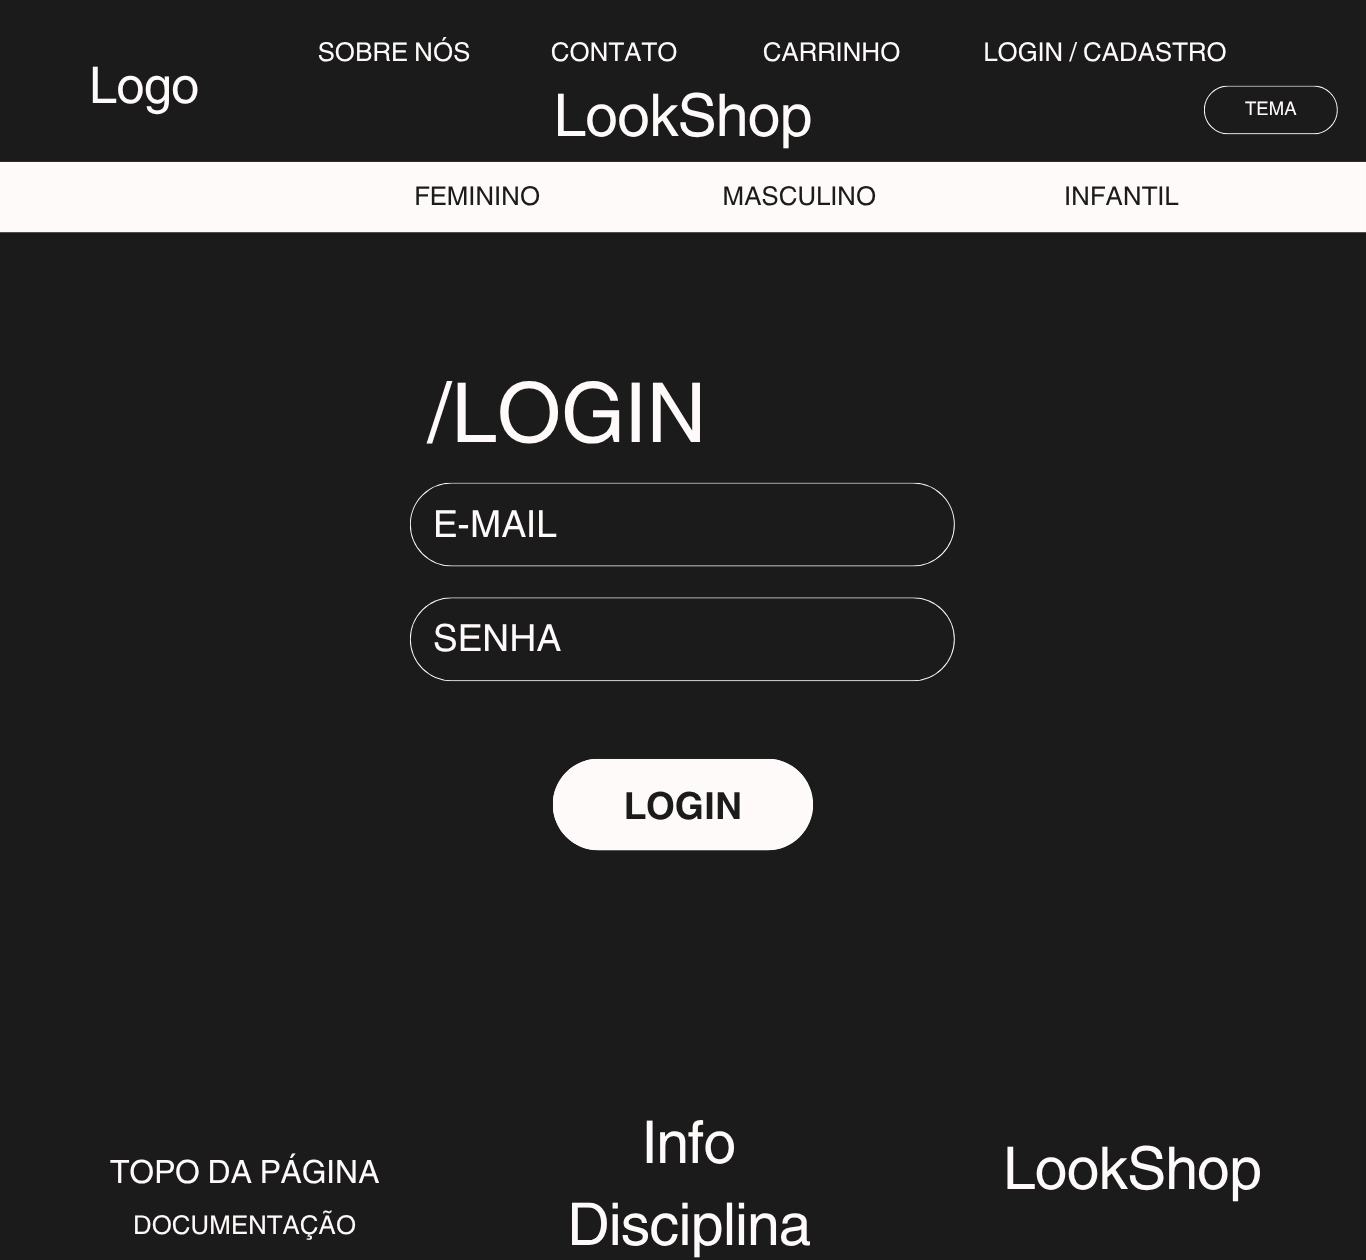 SOBRE NÓS CONTATO CARRINHO LOGIN / CADASTRO
Logo
LookShop
TEMA
FEMININO MASCULINO INFANTIL
/LOGIN
E-MAIL
SENHA
LOGIN
TOPO DA PÁGINA
DOCUMENTAÇÃO
Info
Disciplina
LookShop